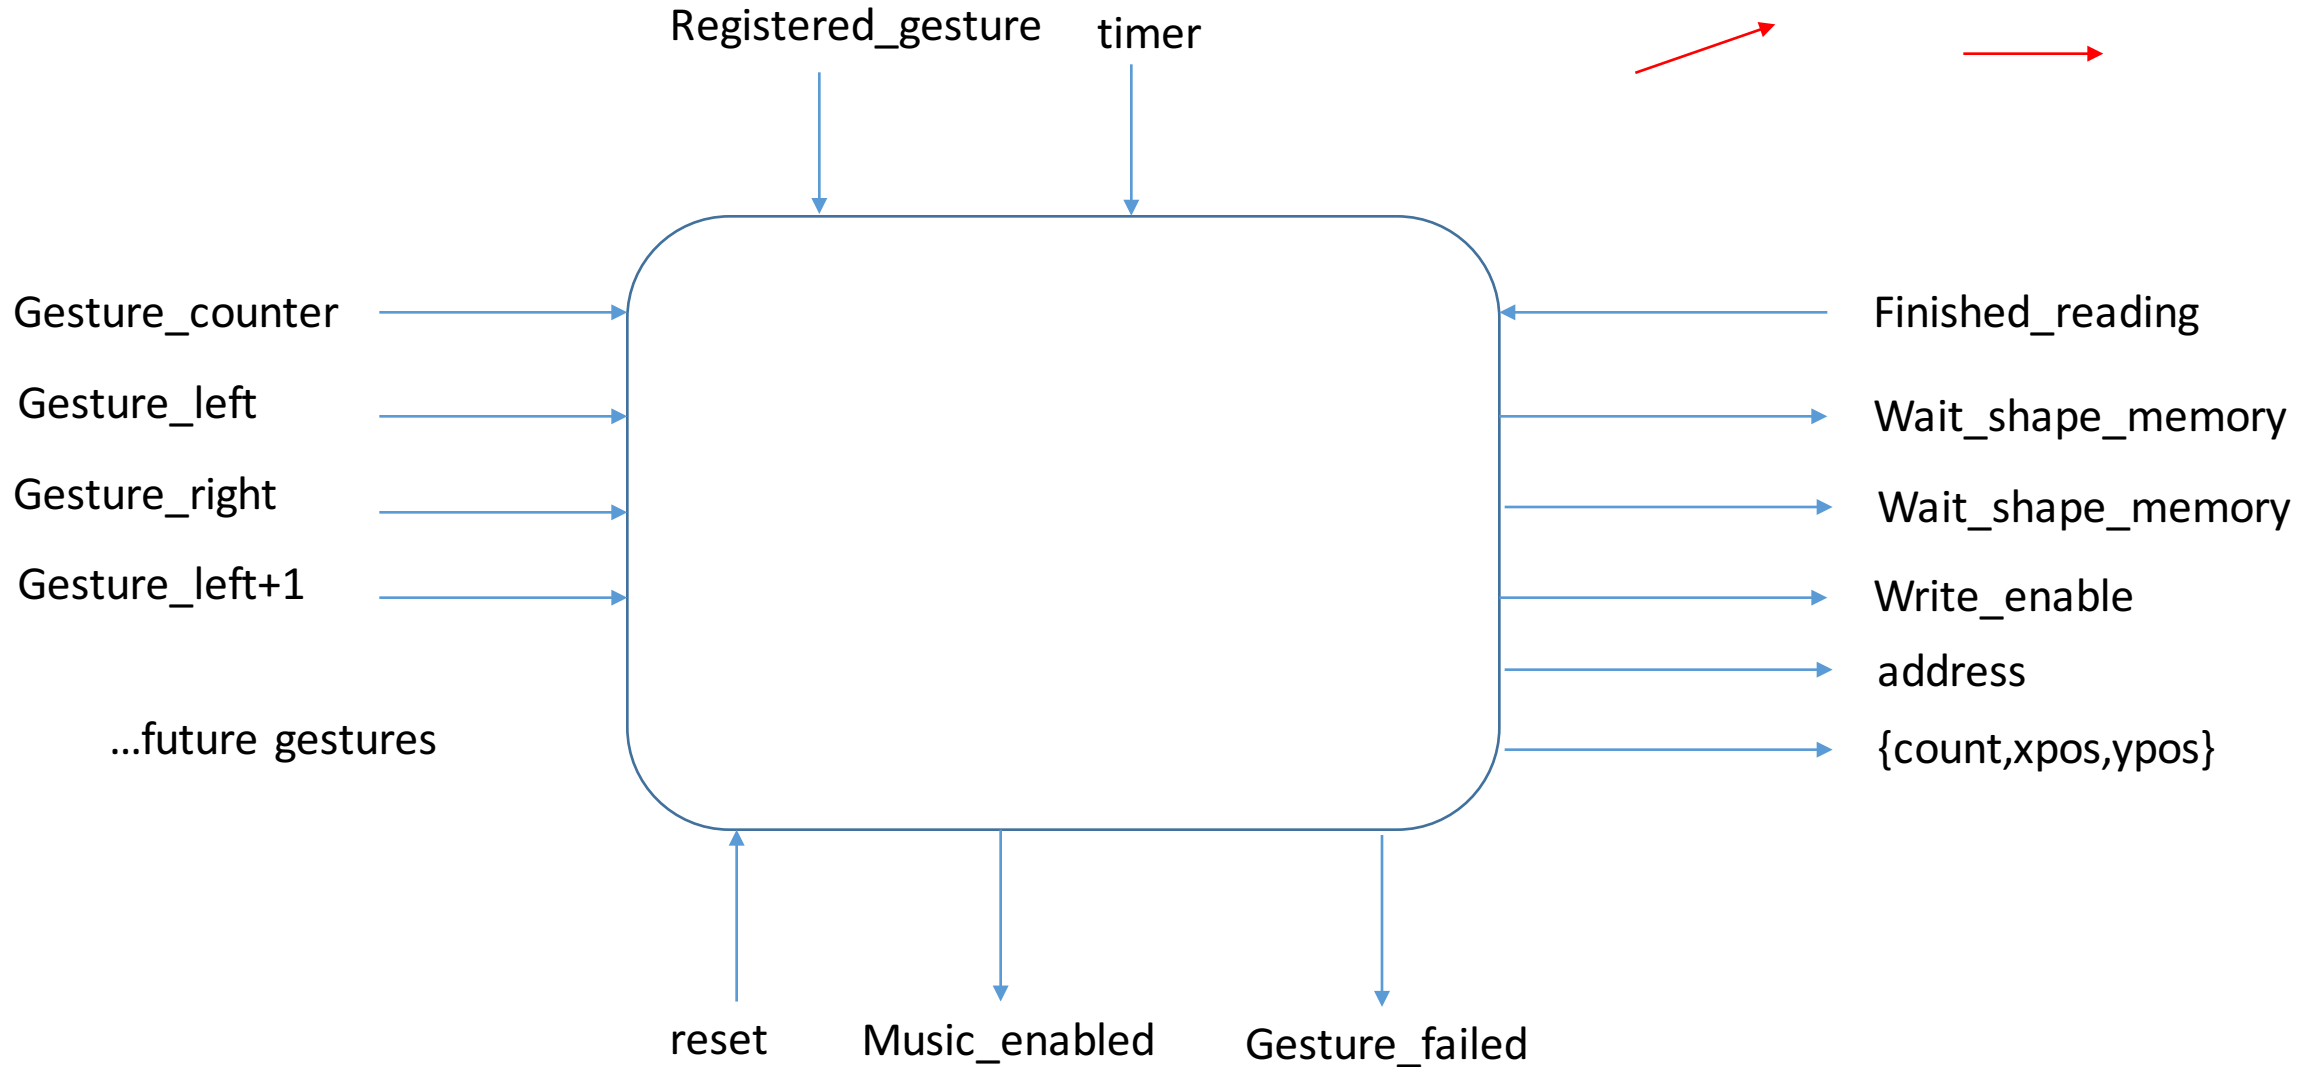 Registered_gesture
timer
Gesture_counter
Finished_reading
Gesture_left
Wait_shape_memory
Gesture_right
Wait_shape_memory
Gesture_left+1
Write_enable
address
...future gestures
{count,xpos,ypos}
reset
Music_enabled
Gesture_failed